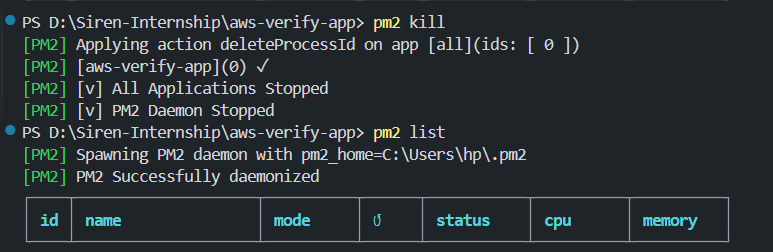 PS D:\Siren-Internship\aws-verify-app> pm2 kill
[PM2] Applying action deleteProcessId on app [all](ids: [ 0 ])
[PM2] [aws-verify-app](0) ✓
[PM2] [v] All Applications Stopped
[PM2] [v] PM2 Daemon Stopped
PS D:\Siren-Internship\aws-verify-app> pm2 list
[PM2] Spawning PM2 daemon with pm2_home=C:\Users\hp\.pm2
[PM2] PM2 Successfully daemonized
id name mode ↺ status cpu memory